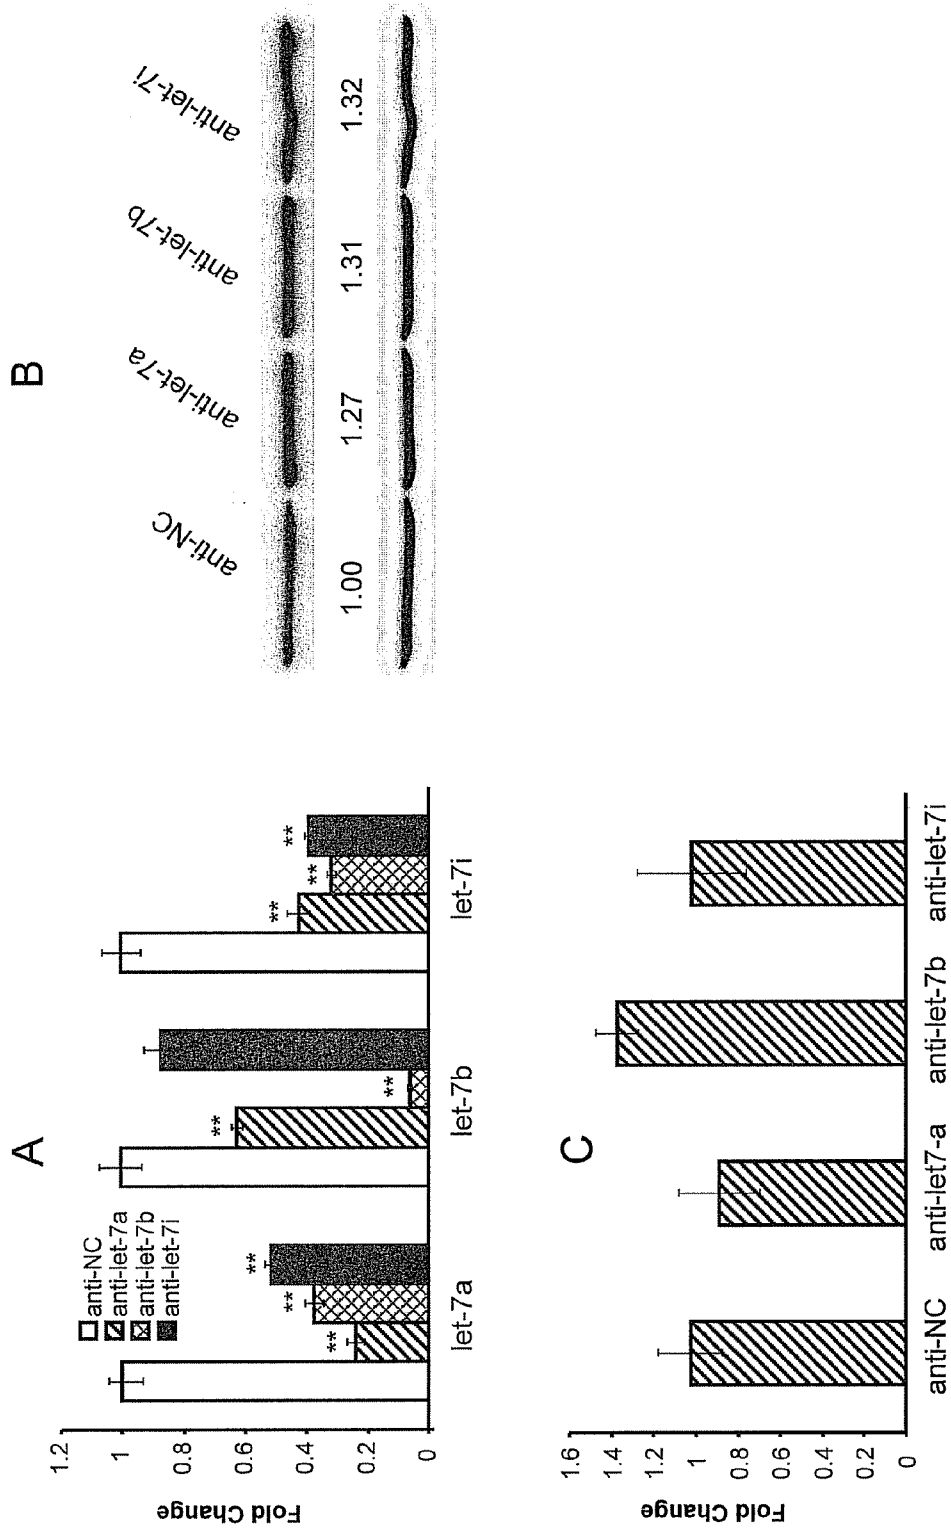 A
Fold Change
1.2
1
0.8
0.6
0.4
0.2
0
anti-NC
anti-let-7a
anti-let-7b
anti-let-7i
**
**
**
**
**
**
**
**
let-7a
let-7b
let-7i
B
anti-NC
anti-let-7a
anti-let-7b
anti-let-7i
1.00 1.27 1.31 1.32
C
Fold Change
1.6
1.4
1.2
1
0.8
0.6
0.4
0.2
0
anti-NC
anti-let7-a
anti-let-7b
anti-let-7i